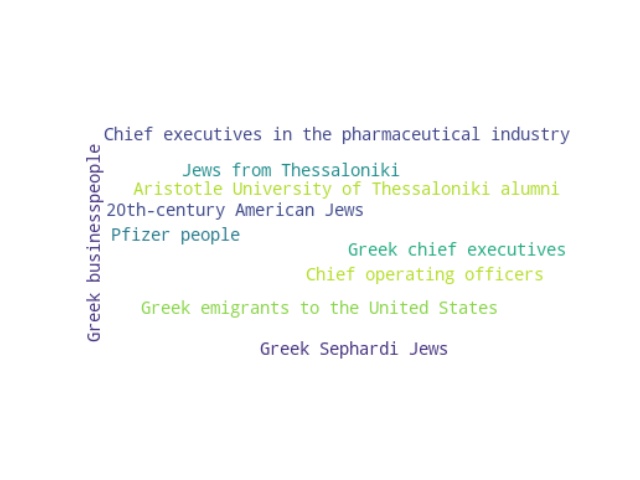 Chief executives in the pharmaceutical industry
Greek businesspeople
Jews from Thessaloniki
Aristotle University of Thessaloniki alumni
20th-century American Jews
Pfizer people
Greek chief executives
Chief operating officers
Greek emigrants to the United States
Greek Sephardi Jews